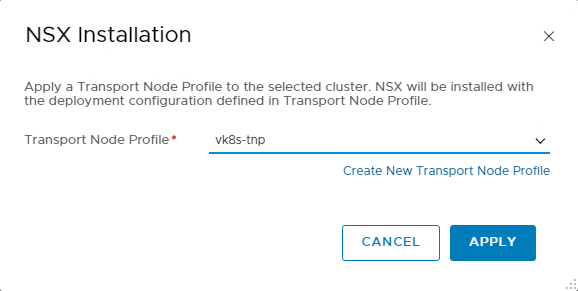 NSX Installation
Apply a Transport Node Profile to the selected cluster. NSX will be installed with
the deployment configuration defined in Transport Node Profile.
Transport Node Profile* vk8s-tnp
Create New Transport Node Profile
CANCEL APPLY